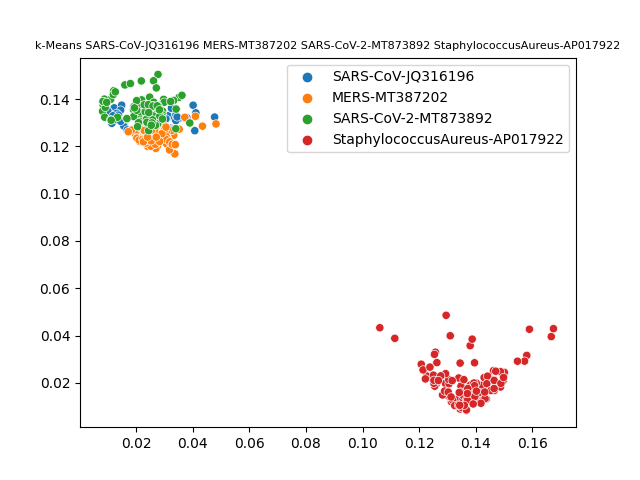 k-Means SARS-CoV-JQ316196 MERS-MT387202 SARS-CoV-2-MT873892 StaphylococcusAureus-AP017922
SARS-CoV-JQ316196
MERS-MT387202
SARS-CoV-2-MT873892
StaphylococcusAureus-AP017922
0.14
0.12
0.10
0.08
0.06
0.04
0.02
0.02 0.04 0.06 0.08 0.10 0.12 0.14 0.16